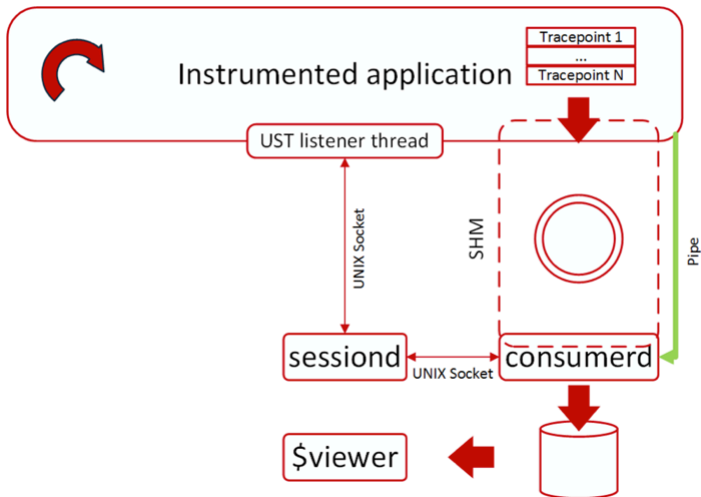 Tracepoint 1
...
Instrumented application
Tracepoint N
UST listener thread
UNIX Socket
SHM
Pipe
sessiond
consumerd
UNIX Socket
$viewer